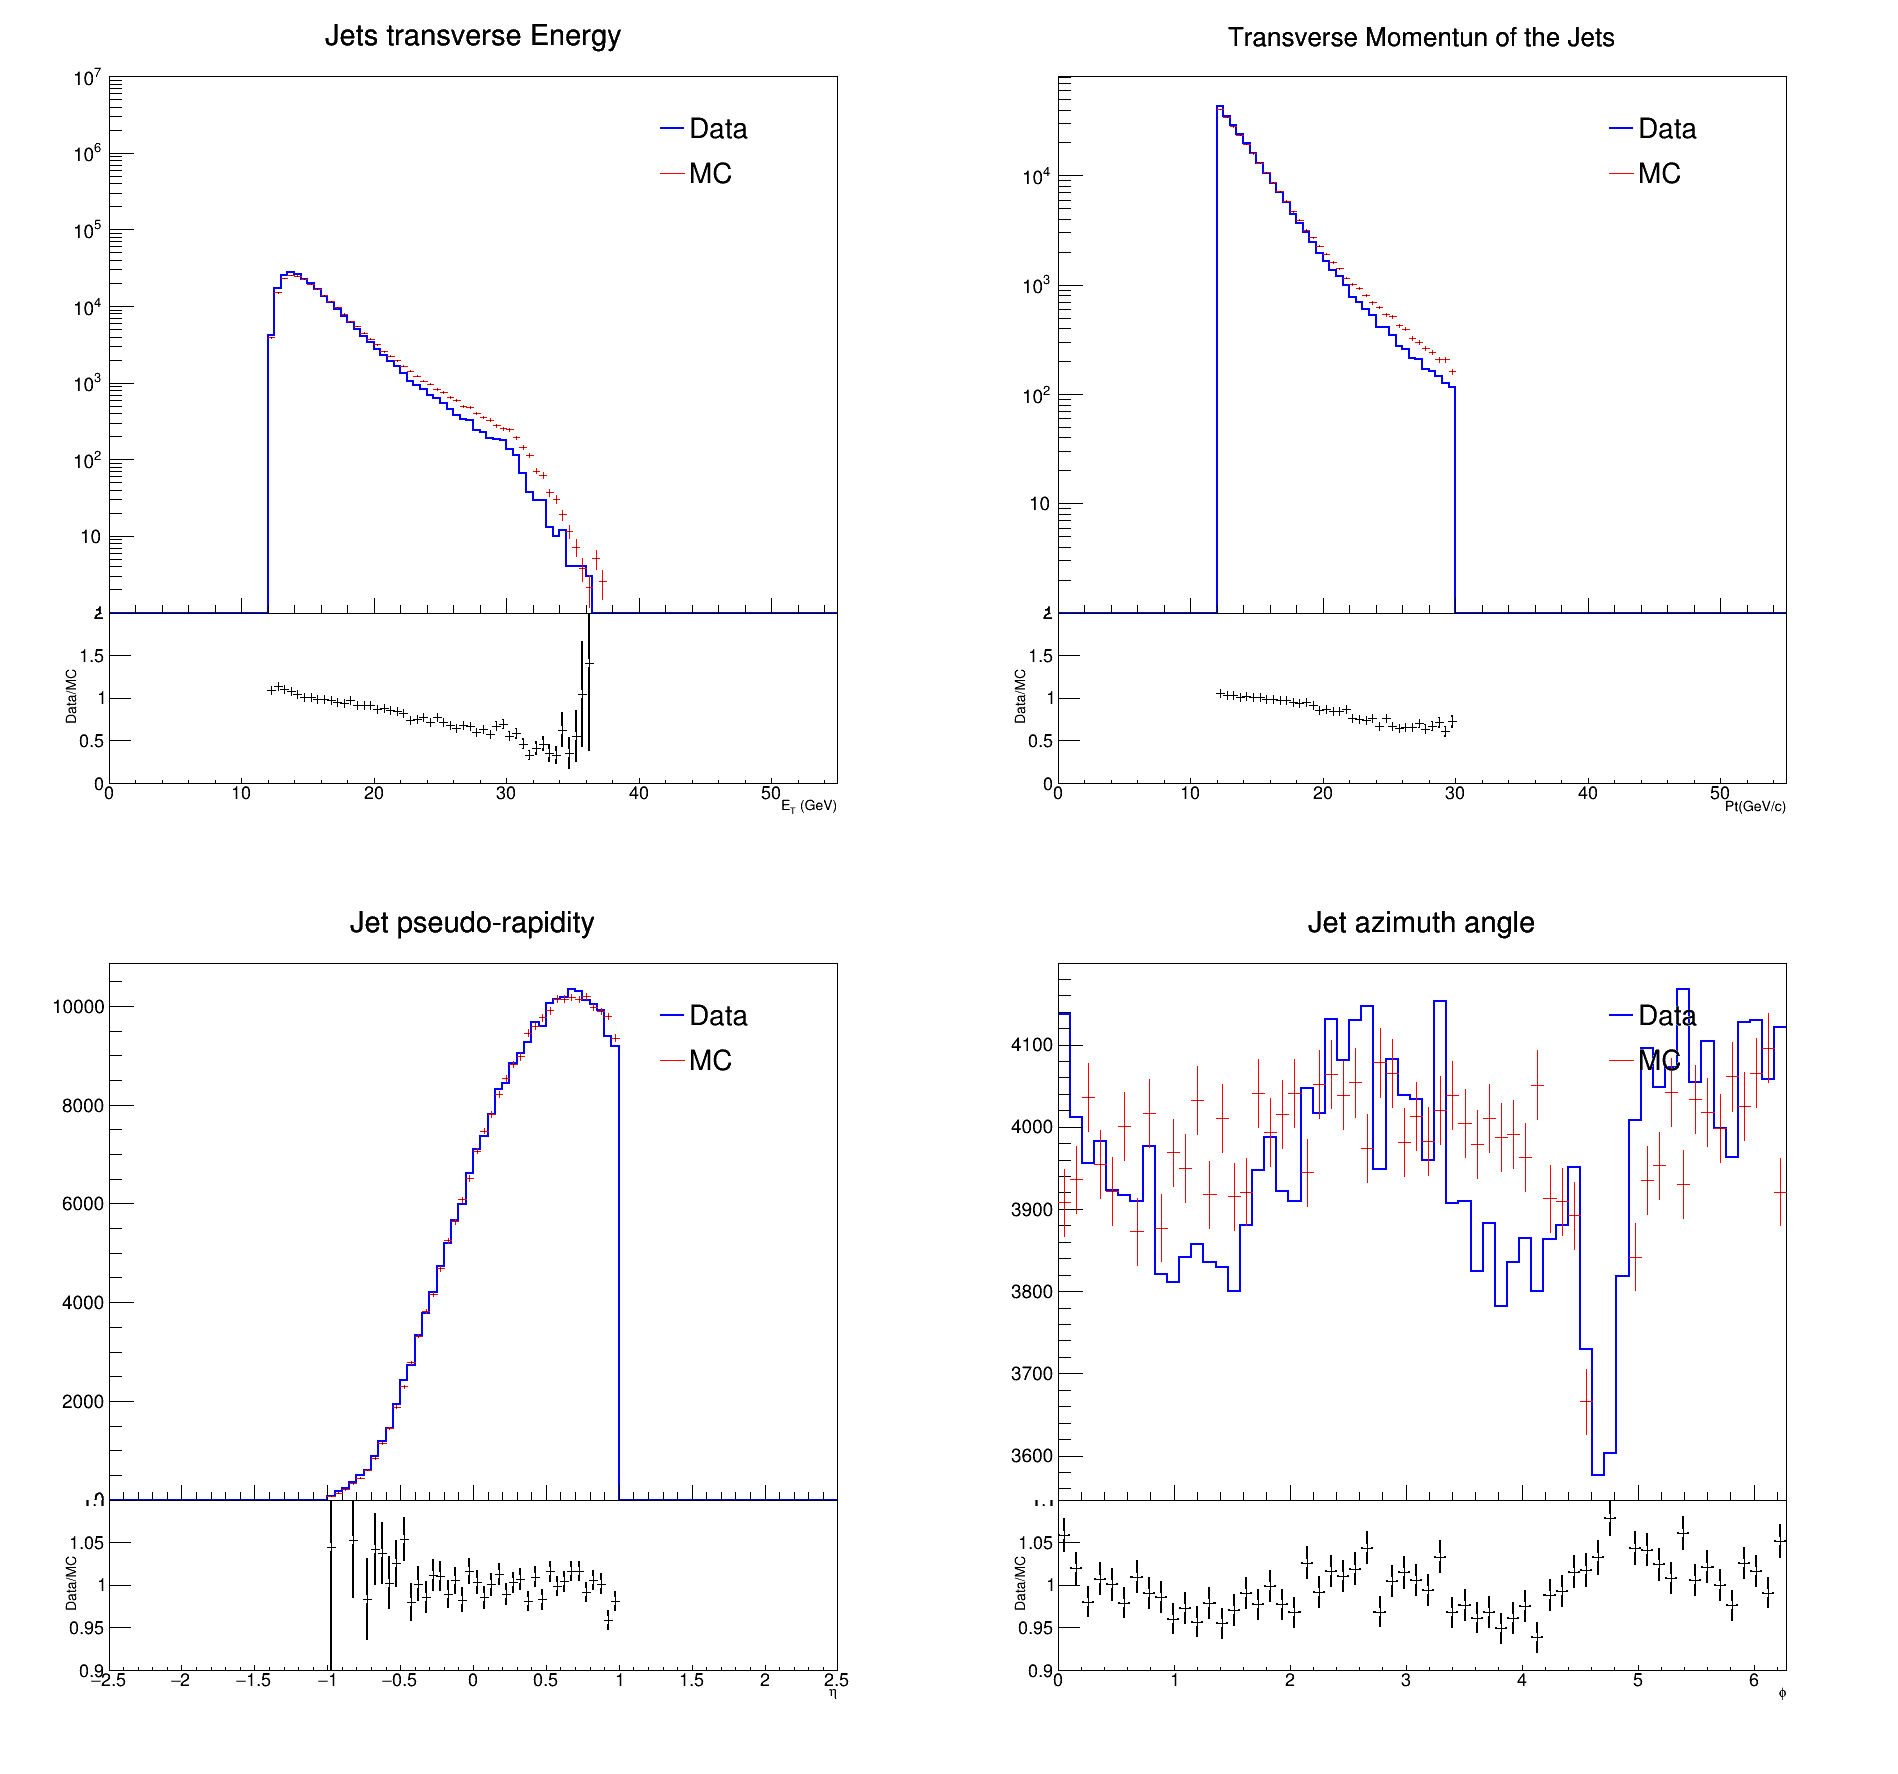 Jets transverse Energy
10^7
10^6
10^5
10^4
10^3
10^2
10
Data
MC
2
1.5
1
0.5
0
Data/MC
0 10 20 30 40 50
E_T (GeV)
Transverse Momentun of the Jets
10^4
10^3
10^2
10
Data
MC
2
1.5
1
0.5
0
Data/MC
0 10 20 30 40 50
Pt(GeV/c)
Jet pseudo-rapidity
10000
8000
6000
4000
2000
Data
MC
1.05
1
0.95
0.9
Data/MC
−2.5 −2 −1.5 −1 −0.5 0 0.5 1 1.5 2 2.5
η
Jet azimuth angle
4100
4000
3900
3800
3700
3600
Data
MC
1.05
1
0.95
0.9
Data/MC
0 1 2 3 4 5 6
ϕ